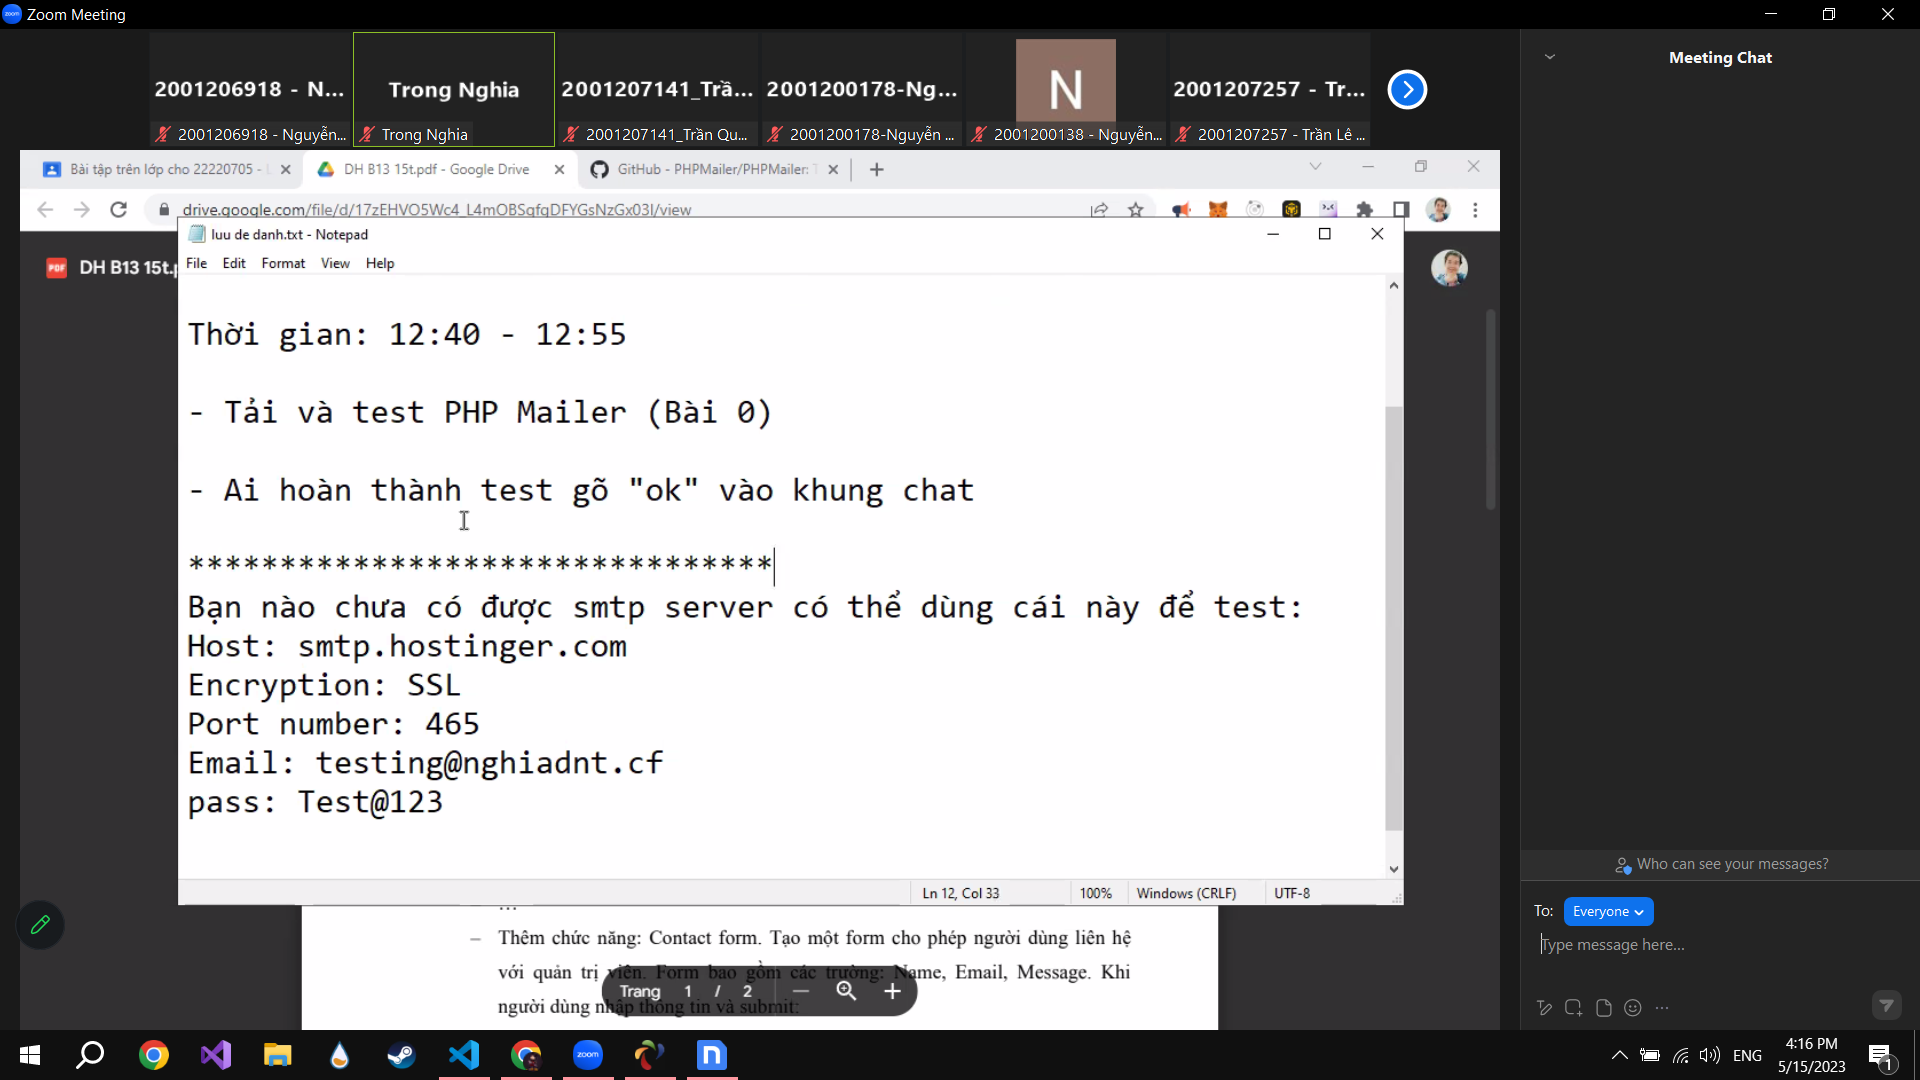 Zoom Meeting
2001206918 - N...
Trong Nghia
2001207141_Trầ...
2001200178-Ng...
N
2001207257 - Tr...
2001206918 - Nguyễn...
Trong Nghia
2001207141_Trần Qu...
2001200178-Nguyễn ...
2001200138 - Nguyễn...
2001207257 - Trần Lê ...
Meeting Chat
Bài tập trên lớp cho 22220705 -
DH B13 15t.pdf - Google Drive
GitHub - PHPMailer/PHPMailer:
drive.google.com/file/d/17zEHVO5Wc4_L4mOBSqfqDFYGsNzGx03I/view
PDF
DH B13 15t.
luu de danh.txt - Notepad
File Edit Format View Help
Thời gian: 12:40 - 12:55
- Tải và test PHP Mailer (Bài 0)
- Ai hoàn thành test gõ "ok" vào khung chat
********************************
Bạn nào chưa có được smtp server có thể dùng cái này để test:
Host: smtp.hostinger.com
Encryption: SSL
Port number: 465
Email: testing@nghiadnt.cf
pass: Test@123
Ln 12, Col 33
100%
Windows (CRLF)
UTF-8
...
– Thêm chức năng: Contact form. Tạo một form cho phép người dùng liên hệ
với quản trị viên. Form bao gồm các trường: Name, Email, Message. Khi
người dùng nhập thông tin và submit:
Trang 1 / 2
Who can see your messages?
To: Everyone
Type message here...
zoom
ENG
4:16 PM
5/15/2023
1